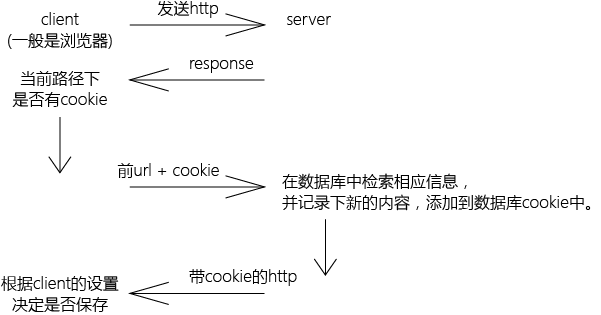 client
发送http
server
(一般是浏览器)
response
当前路径下
是否有cookie
前url + cookie
在数据库中检索相应信息，
并记录下新的内容，添加到数据库cookie中。
带cookie的http
根据client的设置
决定是否保存